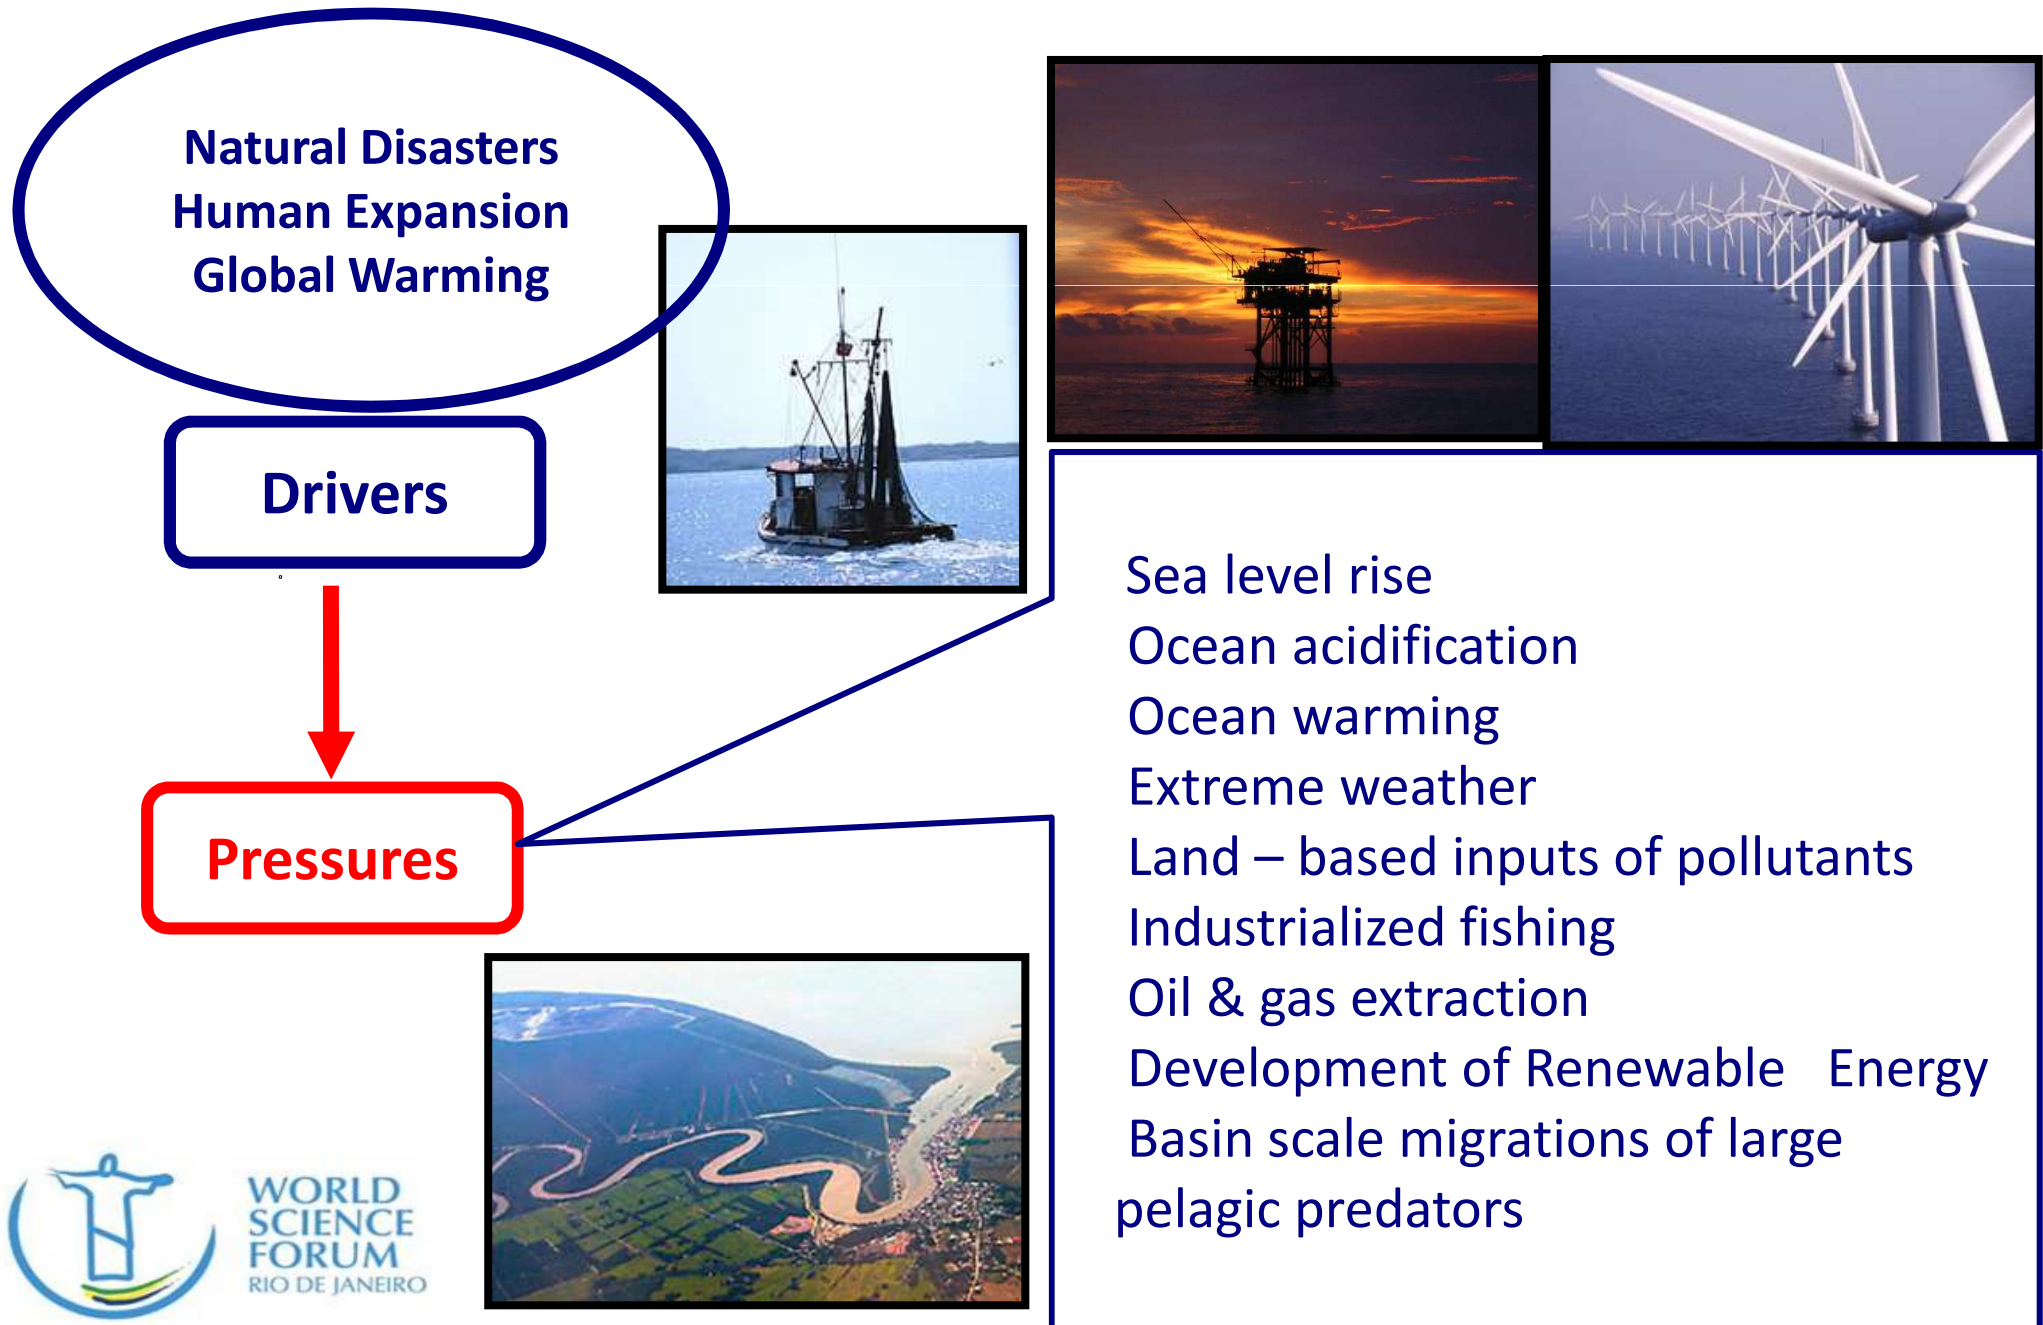 Natural Disasters
Human Expansion
Global Warming
Drivers
Pressures
Sea level rise
Ocean acidification
Ocean warming
Extreme weather
Land – based inputs of pollutants
Industrialized fishing
Oil & gas extraction
Development of Renewable Energy
Basin scale migrations of large
pelagic predators
WORLD
SCIENCE
FORUM
RIO DE JANEIRO